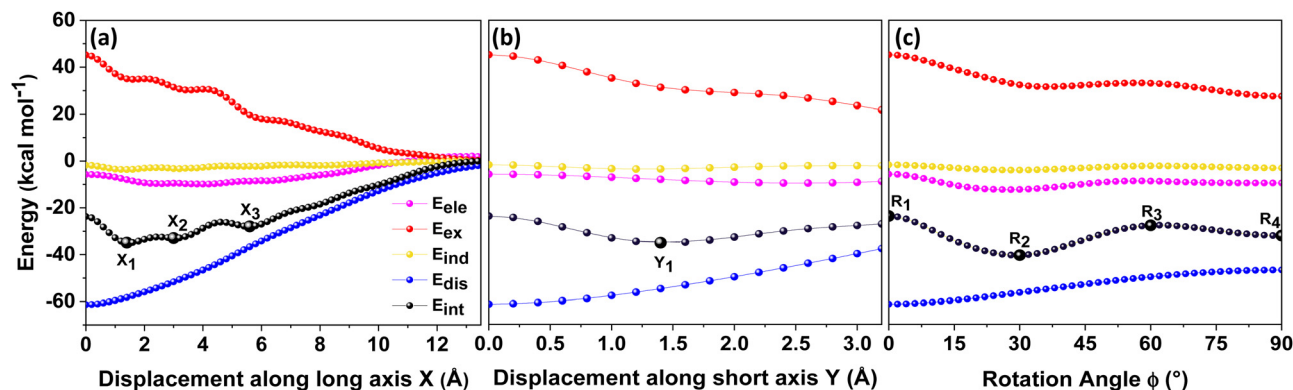 (a)
(b)
(c)
Energy (kcal mol⁻¹)
60
40
20
0
-20
-40
-60
X₁
X₂
X₃
E_ele
E_ex
E_ind
E_dis
E_int
0 2 4 6 8 10 12
Displacement along long axis X (Å)
Y₁
0.0 0.5 1.0 1.5 2.0 2.5 3.0
Displacement along short axis Y (Å)
R₁
R₂
R₃
R₄
0 15 30 45 60 75 90
Rotation Angle ϕ (°)